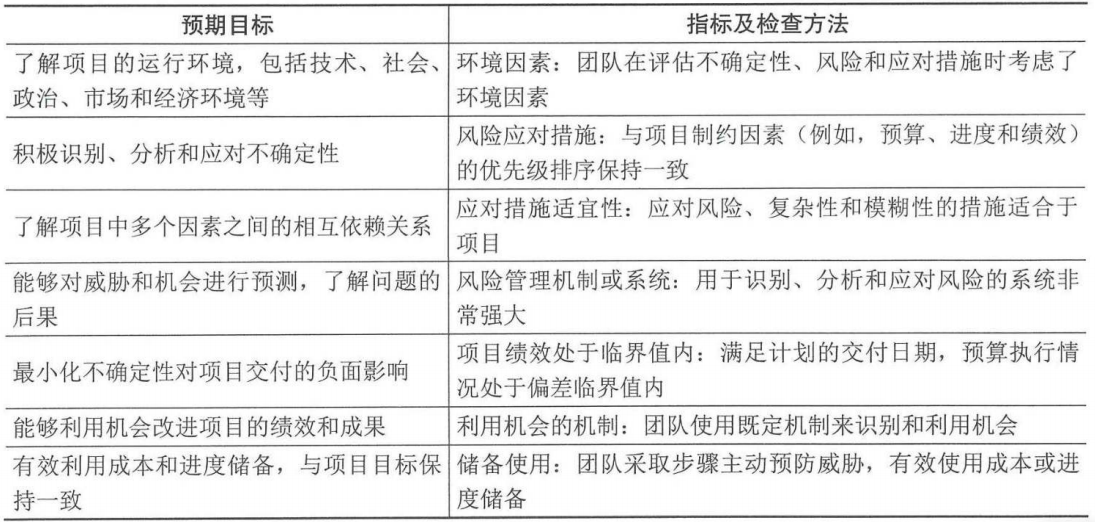 预期目标
指标及检查方法
了解项目的运行环境，包括技术、社会、
政治、市场和经济环境等
环境因素：团队在评估不确定性、风险和应对措施时考虑了
环境因素
积极识别、分析和应对不确定性
风险应对措施：与项目制约因素（例如，预算、进度和绩效）
的优先级排序保持一致
了解项目中多个因素之间的相互依赖关系
应对措施适宜性：应对风险、复杂性和模糊性的措施适合于
项目
能够对威胁和机会进行预测，了解问题的
后果
风险管理机制或系统：用于识别、分析和应对风险的系统非
常强大
最小化不确定性对项目交付的负面影响
项目绩效处于临界值内：满足计划的交付日期，预算执行情
况处于偏差临界值内
能够利用机会改进项目的绩效和成果
利用机会的机制：团队使用既定机制来识别和利用机会
有效利用成本和进度储备，与项目目标保
持一致
储备使用：团队采取步骤主动预防威胁，有效使用成本或进
度储备